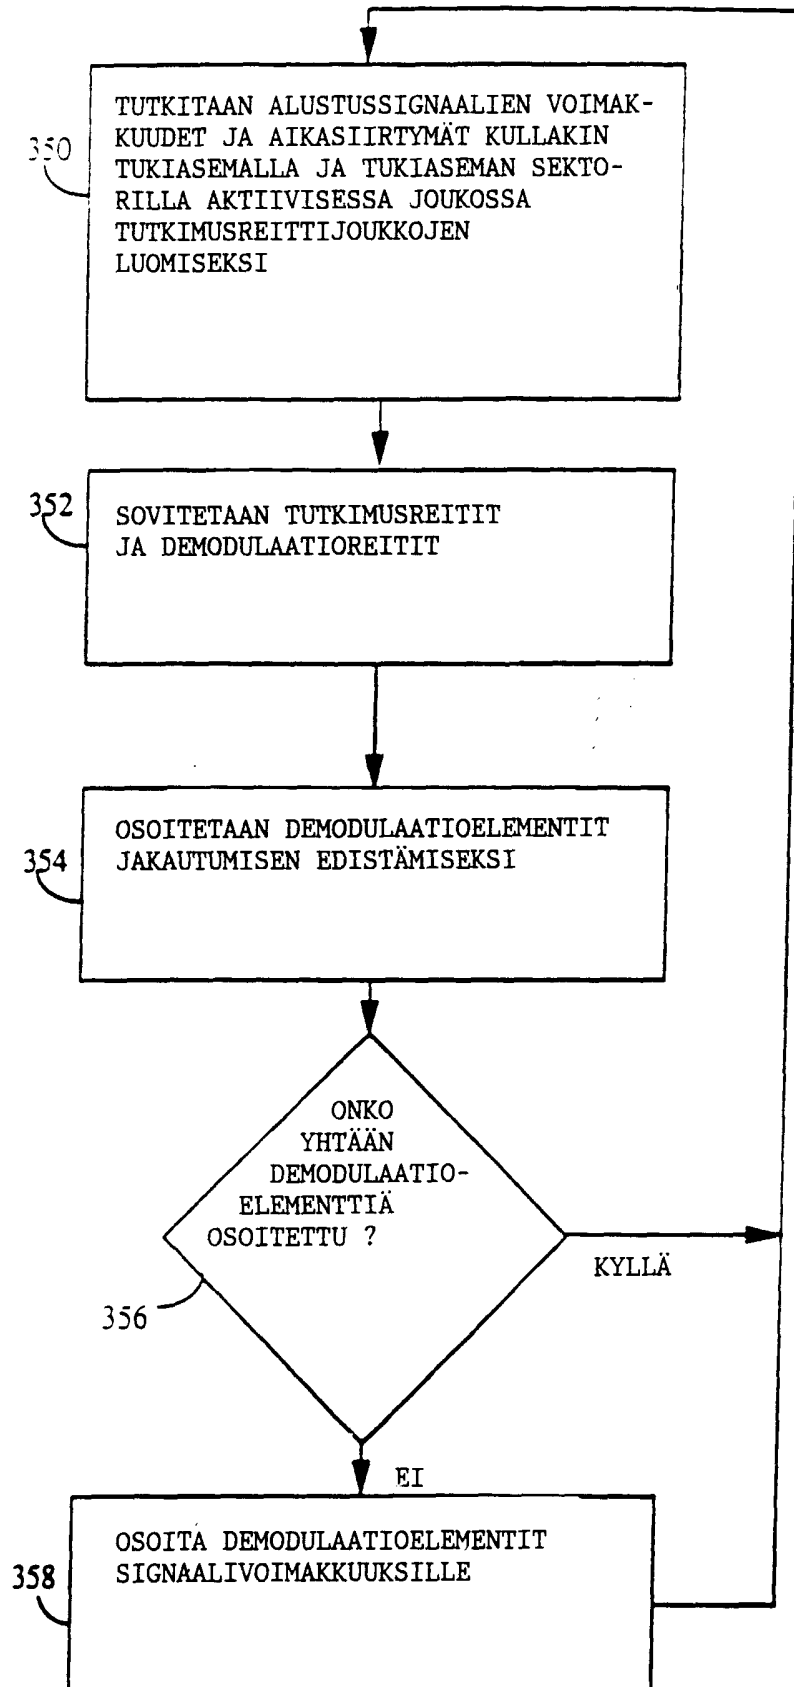 TUTKITAAN ALUSTUSSIGNAALIEN VOIMAK-
KUUDET JA AIKASIIRTYMÄT KULLAKIN
TUKIASEMALLA JA TUKIASEMAN SEKTO-
RILLA AKTIIVISESSA JOUKOSSA
TUTKIMUSREITTIJOUKKOJEN
LUOMISEKSI
350
352
SOVITETAAN TUTKIMUSREITIT
JA DEMODULAATIOREITIT
354
OSOITETAAN DEMODULAATIOELEMENTIT
JAKAUTUMISEN EDISTÄMISEKSI
ONKO
YHTÄÄN
DEMODULAATIO-
ELEMENTTIÄ
OSOITETTU ?
KYLLÄ
356
EI
358
OSOITA DEMODULAATIOELEMENTIT
SIGNAALIVOIMAKKUUKSILLE